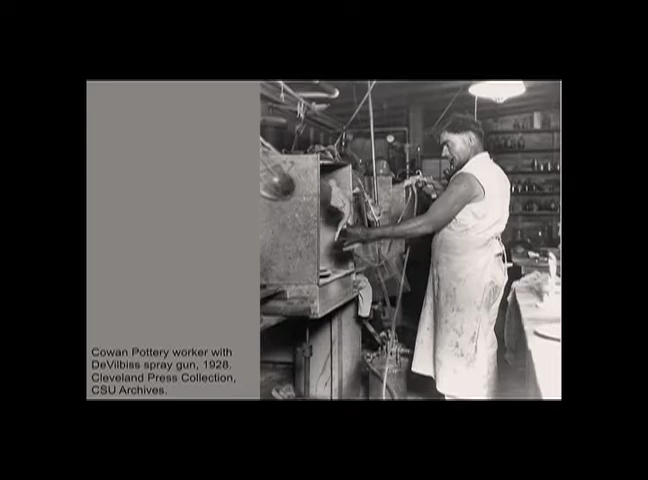 Cowan Pottery worker with
DeVilbiss spray gun, 1928.
Cleveland Press Collection,
CSU Archives.